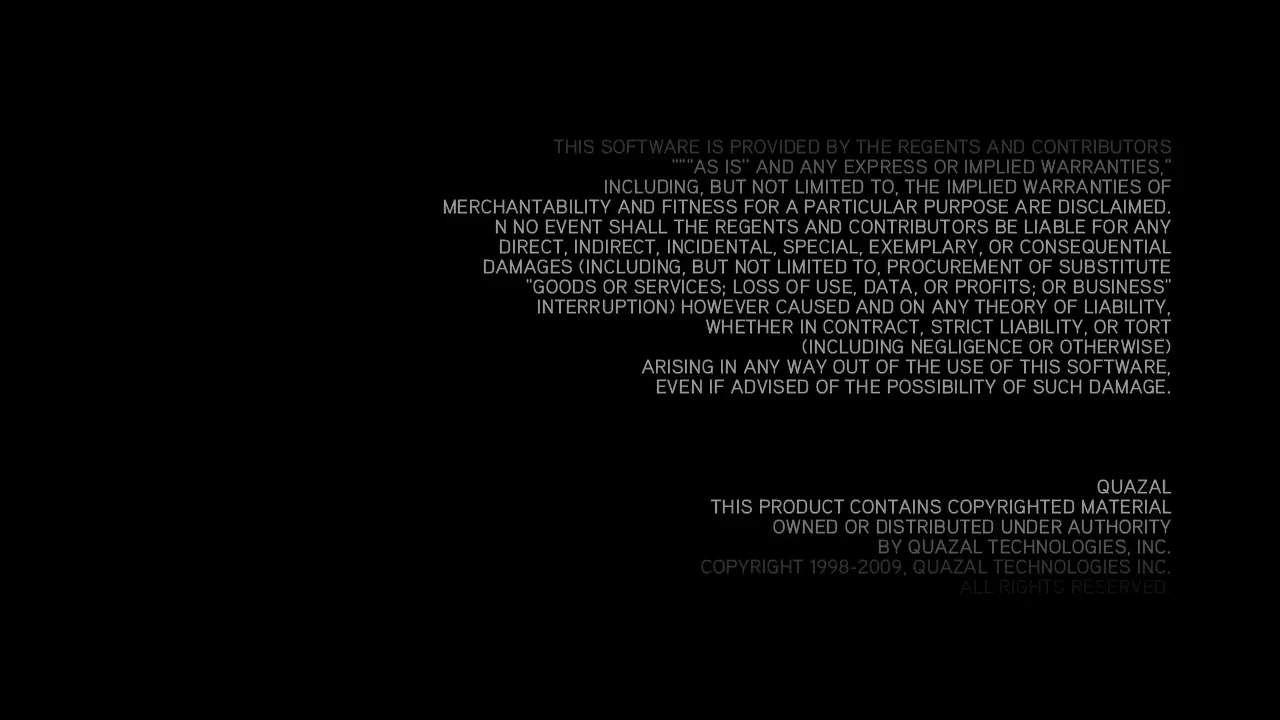 THIS SOFTWARE IS PROVIDED BY THE REGENTS AND CONTRIBUTORS
"""AS IS" AND ANY EXPRESS OR IMPLIED WARRANTIES,"
INCLUDING, BUT NOT LIMITED TO, THE IMPLIED WARRANTIES OF
MERCHANTABILITY AND FITNESS FOR A PARTICULAR PURPOSE ARE DISCLAIMED.
N NO EVENT SHALL THE REGENTS AND CONTRIBUTORS BE LIABLE FOR ANY
DIRECT, INDIRECT, INCIDENTAL, SPECIAL, EXEMPLARY, OR CONSEQUENTIAL
DAMAGES (INCLUDING, BUT NOT LIMITED TO, PROCUREMENT OF SUBSTITUTE
"GOODS OR SERVICES; LOSS OF USE, DATA, OR PROFITS; OR BUSINESS"
INTERRUPTION) HOWEVER CAUSED AND ON ANY THEORY OF LIABILITY,
WHETHER IN CONTRACT, STRICT LIABILITY, OR TORT
(INCLUDING NEGLIGENCE OR OTHERWISE)
ARISING IN ANY WAY OUT OF THE USE OF THIS SOFTWARE,
EVEN IF ADVISED OF THE POSSIBILITY OF SUCH DAMAGE.
QUAZAL
THIS PRODUCT CONTAINS COPYRIGHTED MATERIAL
OWNED OR DISTRIBUTED UNDER AUTHORITY
BY QUAZAL TECHNOLOGIES, INC.
COPYRIGHT 1998-2009, QUAZAL TECHNOLOGIES INC.
ALL RIGHTS RESERVED.